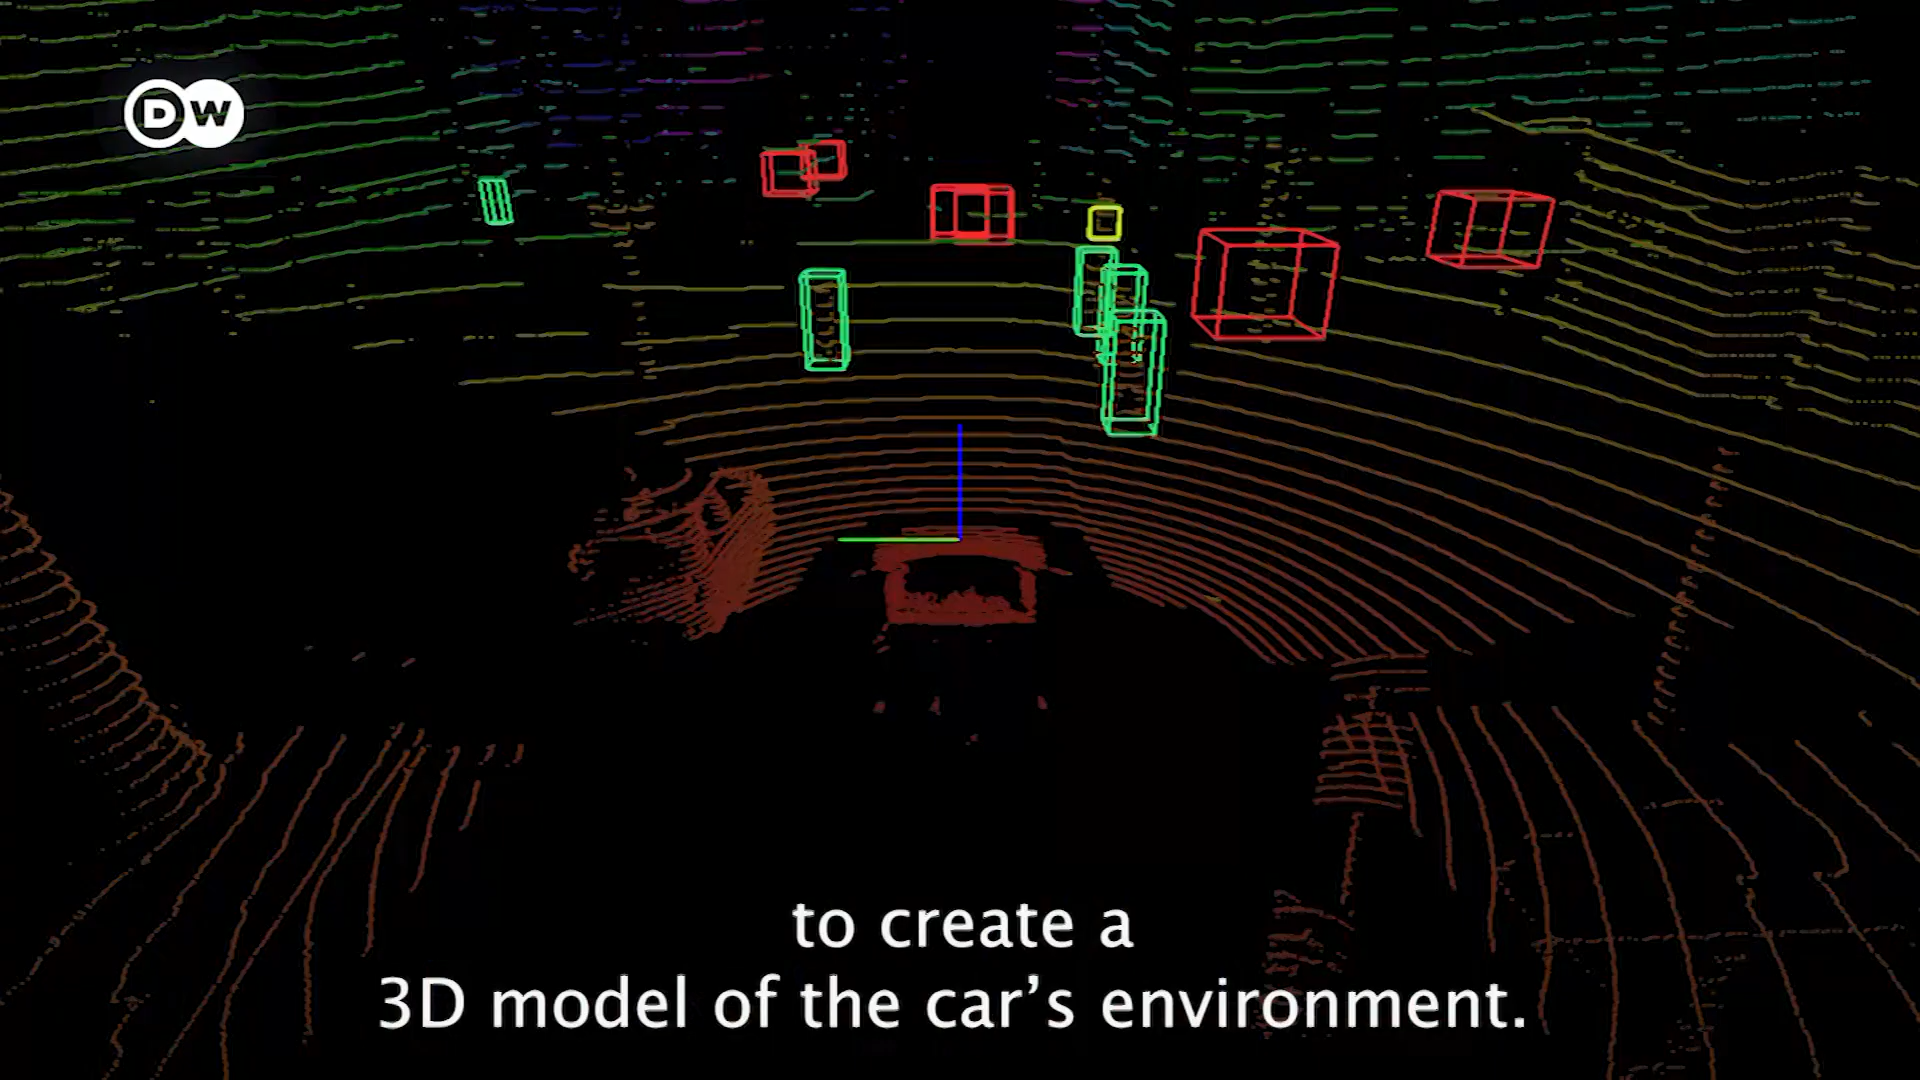 DW
to create a
3D model of the car’s environment.